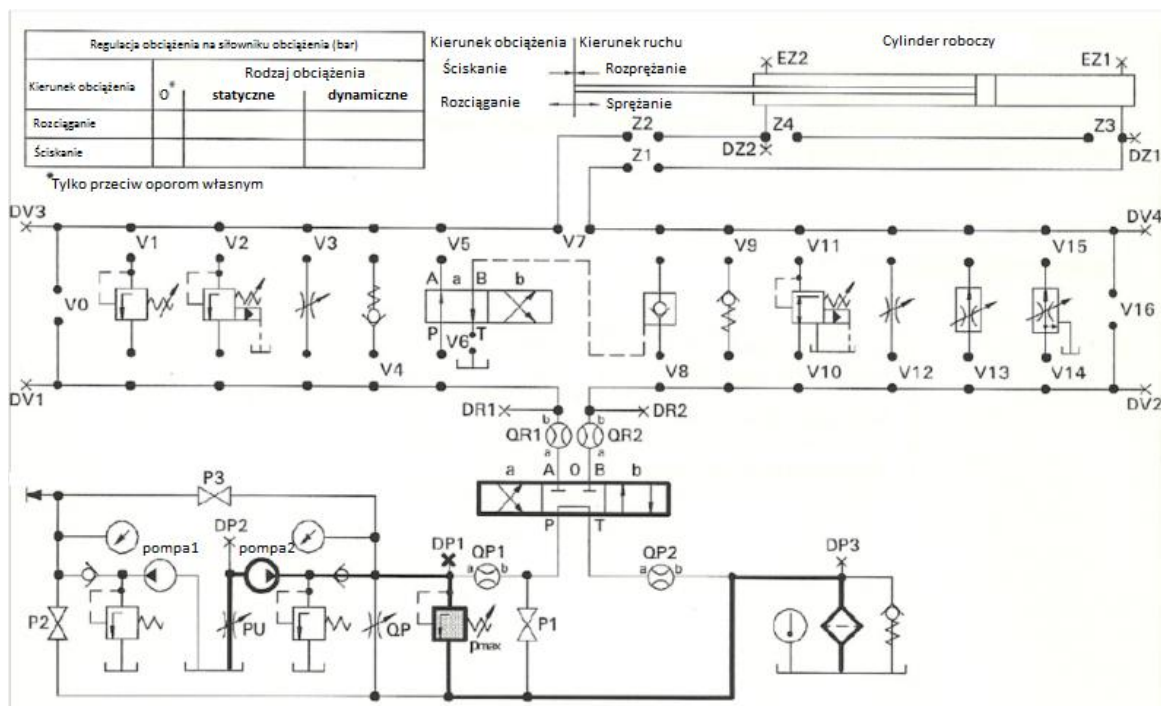 Regulacja obciążenia na siłowniku obciążenia (bar)
Kierunek obciążenia
0*
Rodzaj obciążenia
statyczne
dynamiczne
Rozciąganie
Ściskanie
*Tylko przeciw oporom własnym
Kierunek obciążenia
Kierunek ruchu
Ściskanie
Rozprężanie
Rozciąganie
Sprężanie
Cylinder roboczy
EZ2
EZ1
Z2
Z4
Z3
DZ2
Z1
DZ1
DV3
V1
V2
V3
V5
V7
V9
V11
V15
DV4
A a B b
V0
P V6 T
V16
V4
V8
V10
V12
V13
V14
DV1
DR1
DR2
DV2
b b
QR1
QR2
a a
a A 0 B b
P T
P3
DP2
pompa1
pompa2
DP1
QP1
a b
QP2
a b
DP3
P2
PU
QP
pmax
P1